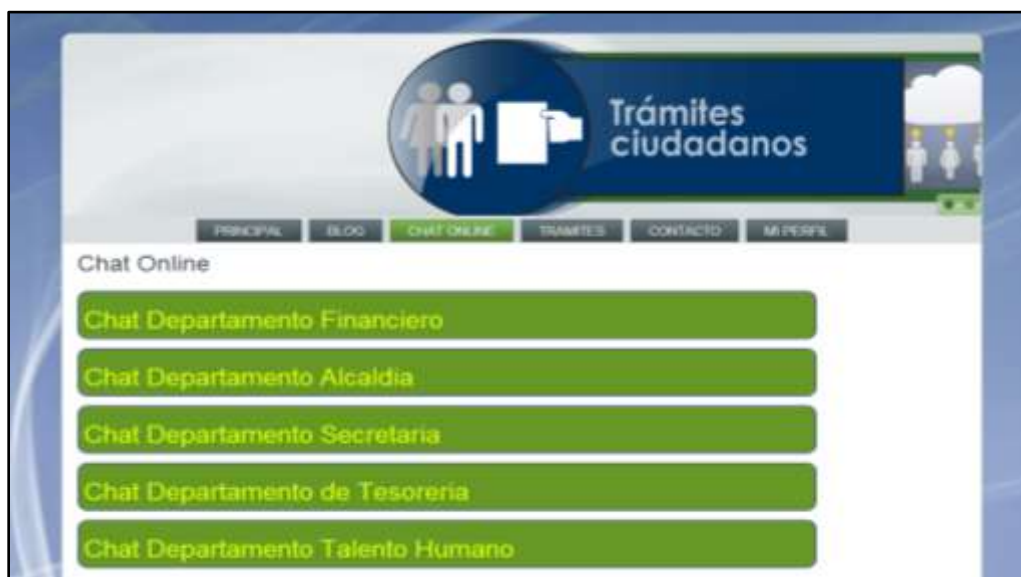 Trámites
ciudadanos
PRINCIPAL BLOG CHAT ONLINE TRAMITES CONTACTO MI PERFIL
Chat Online
Chat Departamento Financiero
Chat Departamento Alcaldia
Chat Departamento Secretaria
Chat Departamento de Tesoreria
Chat Departamento Talento Humano